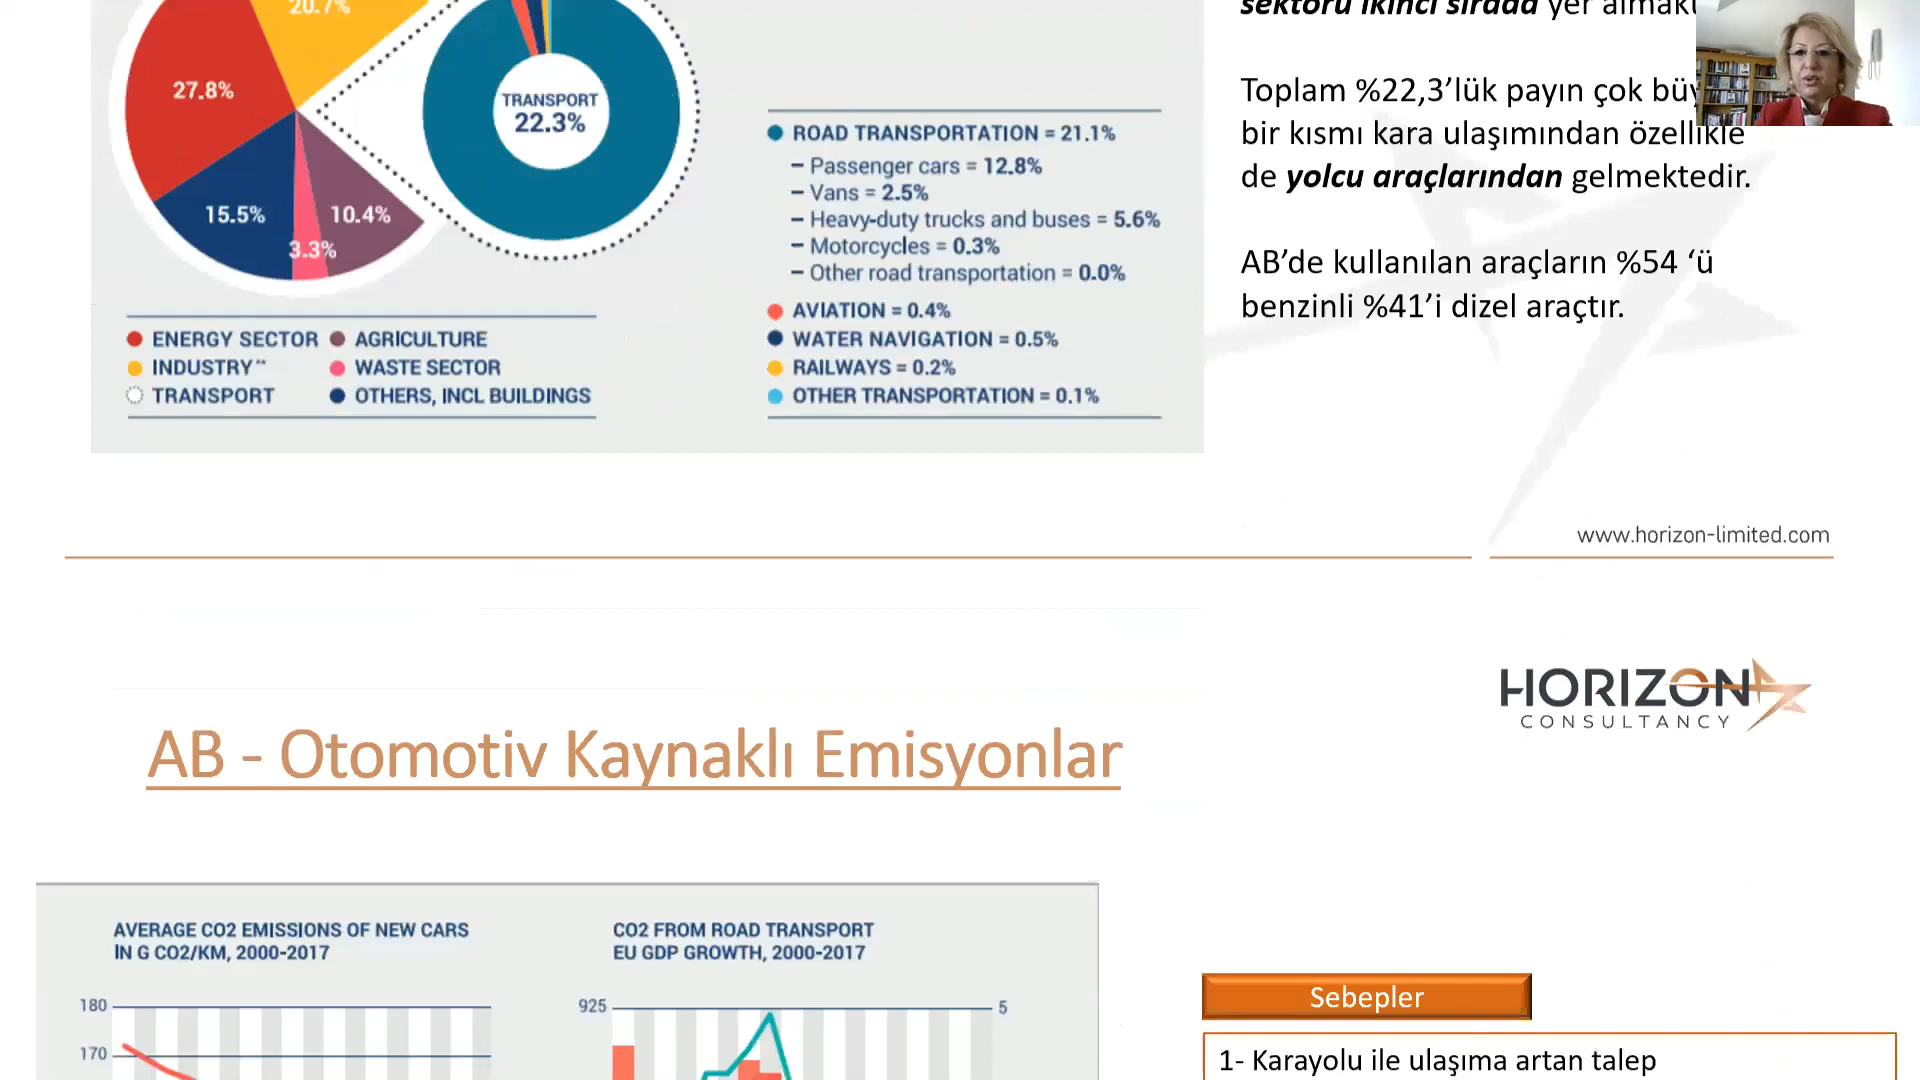 20.7%
27.8%
15.5%
10.4%
3.3%
TRANSPORT
22.3%
ENERGY SECTOR
AGRICULTURE
INDUSTRY**
WASTE SECTOR
TRANSPORT
OTHERS, INCL BUILDINGS
ROAD TRANSPORTATION = 21.1%
– Passenger cars = 12.8%
– Vans = 2.5%
– Heavy-duty trucks and buses = 5.6%
– Motorcycles = 0.3%
– Other road transportation = 0.0%
AVIATION = 0.4%
WATER NAVIGATION = 0.5%
RAILWAYS = 0.2%
OTHER TRANSPORTATION = 0.1%
sektörü ikinci sırada yer
Toplam %22,3’lük payın çok
bir kısmı kara ulaşımından özellikle
de yolcu araçlarından gelmektedir.
AB’de kullanılan araçların %54 ‘ü
benzinli %41’i dizel araçtır.
www.horizon-limited.com
HORIZON
CONSULTANCY
AB - Otomotiv Kaynaklı Emisyonlar
AVERAGE CO2 EMISSIONS OF NEW CARS
İN G CO2/KM, 2000-2017
180
170
CO2 FROM ROAD TRANSPORT
EU GDP GROWTH, 2000-2017
925
5
Sebepler
1- Karayolu ile ulaşıma artan talep